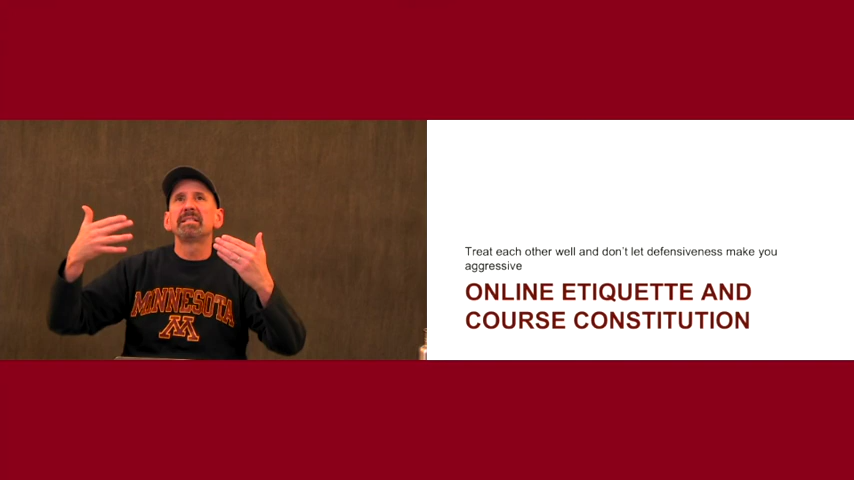 MINNESOTA
M
Treat each other well and don't let defensiveness make you
aggressive
ONLINE ETIQUETTE AND
COURSE CONSTITUTION